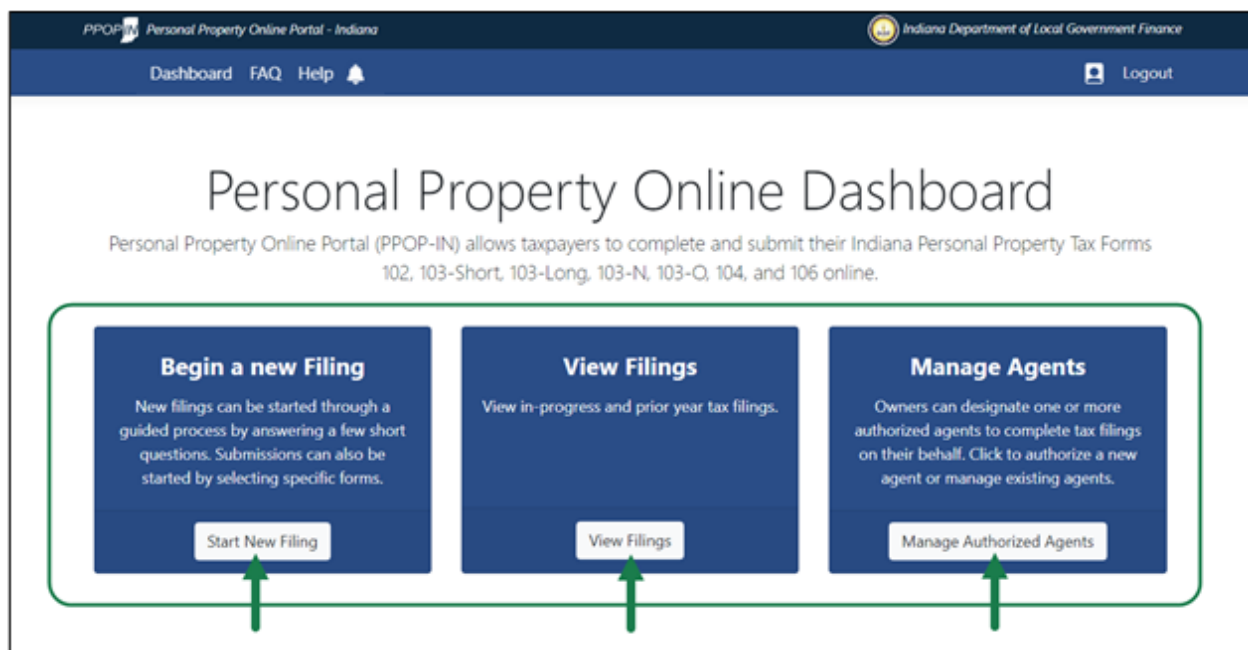 PPOP IN Personal Property Online Portal - Indiana
Indiana Department of Local Government Finance
Dashboard FAQ Help
Logout
Personal Property Online Dashboard
Personal Property Online Portal (PPOP-IN) allows taxpayers to complete and submit their Indiana Personal Property Tax Forms
102, 103-Short, 103-Long, 103-N, 103-O, 104, and 106 online.
Begin a new Filing
New filings can be started through a
guided process by answering a few short
questions. Submissions can also be
started by selecting specific forms.
Start New Filing
View Filings
View in-progress and prior year tax filings.
View Filings
Manage Agents
Owners can designate one or more
authorized agents to complete tax filings
on their behalf. Click to authorize a new
agent or manage existing agents.
Manage Authorized Agents